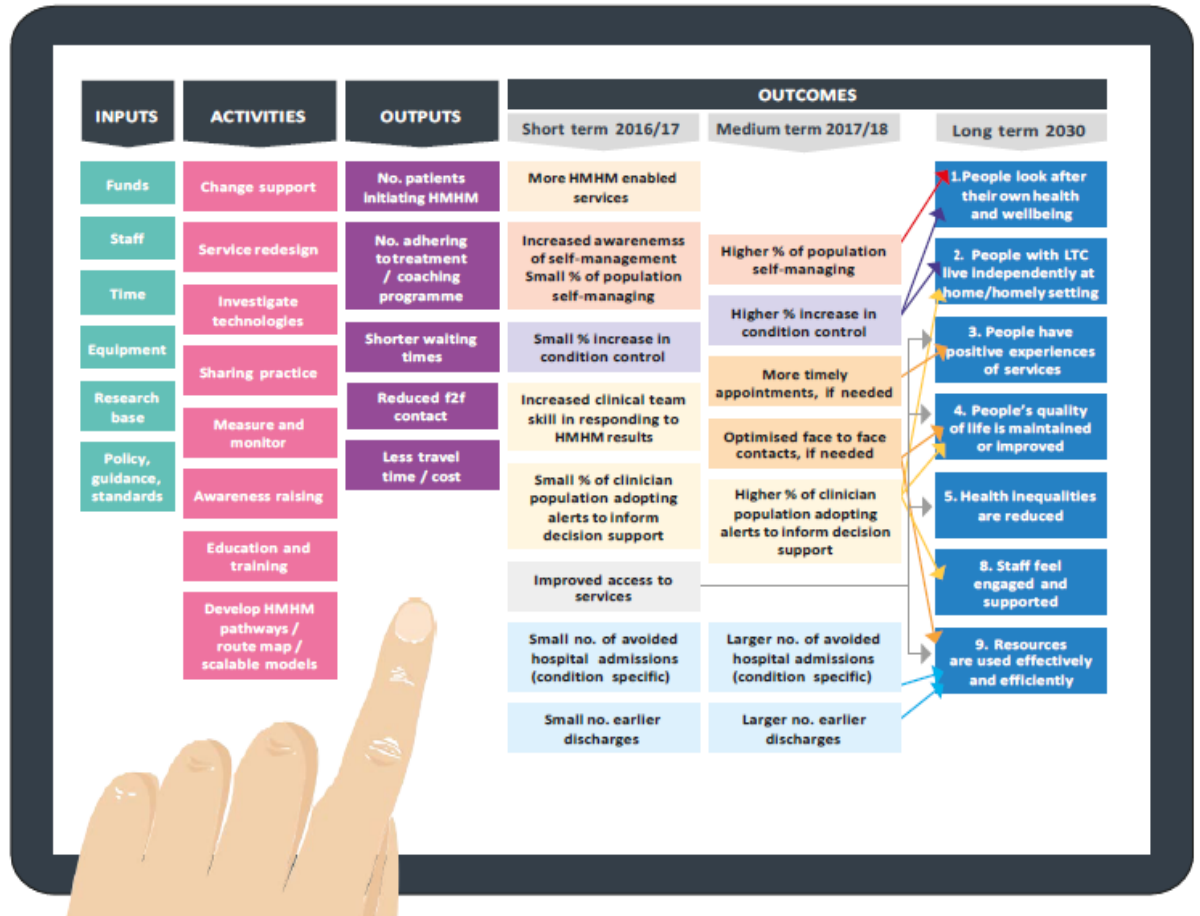 INPUTS
ACTIVITIES
OUTPUTS
OUTCOMES
Short term 2016/17
Medium term 2017/18
Long term 2030
Funds
Staff
Time
Equipment
Research
base
Policy,
guidance,
standards
Change support
Service redesign
Investigate
technologies
Sharing practice
Measure and
monitor
Awareness raising
Education and
training
Develop HMHM
pathways /
route map /
scalable models
No. patients
initiating HMHM
No. adhering
to treatment
/ coaching
programme
Shorter waiting
times
Reduced f2f
contact
Less travel
time / cost
More HMHM enabled
services
Increased awarenemss
of self-management
Small % of population
self-managing
Small % increase in
condition control
Increased clinical team
skill in responding to
HMHM results
Small % of clinician
population adopting
alerts to inform
decision support
Improved access to
services
Small no. of avoided
hospital admissions
(condition specific)
Small no. earlier
discharges
Higher % of population
self-managing
Higher % increase in
condition control
More timely
appointments, if needed
Optimised face to face
contacts, if needed
Higher % of clinician
population adopting
alerts to inform decision
support
Larger no. of avoided
hospital admissions
(condition specific)
Larger no. earlier
discharges
1.People look after
their own health
and wellbeing
2. People with LTC
live independently at
home/homely setting
3. People have
positive experiences
of services
4. People's quality
of life is maintained
or improved
5. Health inequalities
are reduced
8. Staff feel
engaged and
supported
9. Resources
are used effectively
and efficiently